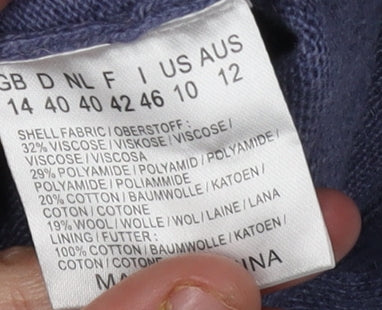 GB D NL F I US AUS
14 40 40 42 46 10 12
SHELL FABRIC / OBERSTOFF :
32% VISCOSE / VISKOSE / VISCOSE /
VISCOSE / VISCOSA
29% POLYAMIDE / POLYAMID / POLYAMIDE /
POLYAMIDE / POLIAMMIDE
20% COTTON / BAUMWOLLE / KATOEN /
COTON / COTONE
19% WOOL / WOLLE / WOL / LAINE / LANA
LINING / FUTTER :
100% COTTON / BAUMWOLLE / KATOEN /
COTON / COTONE